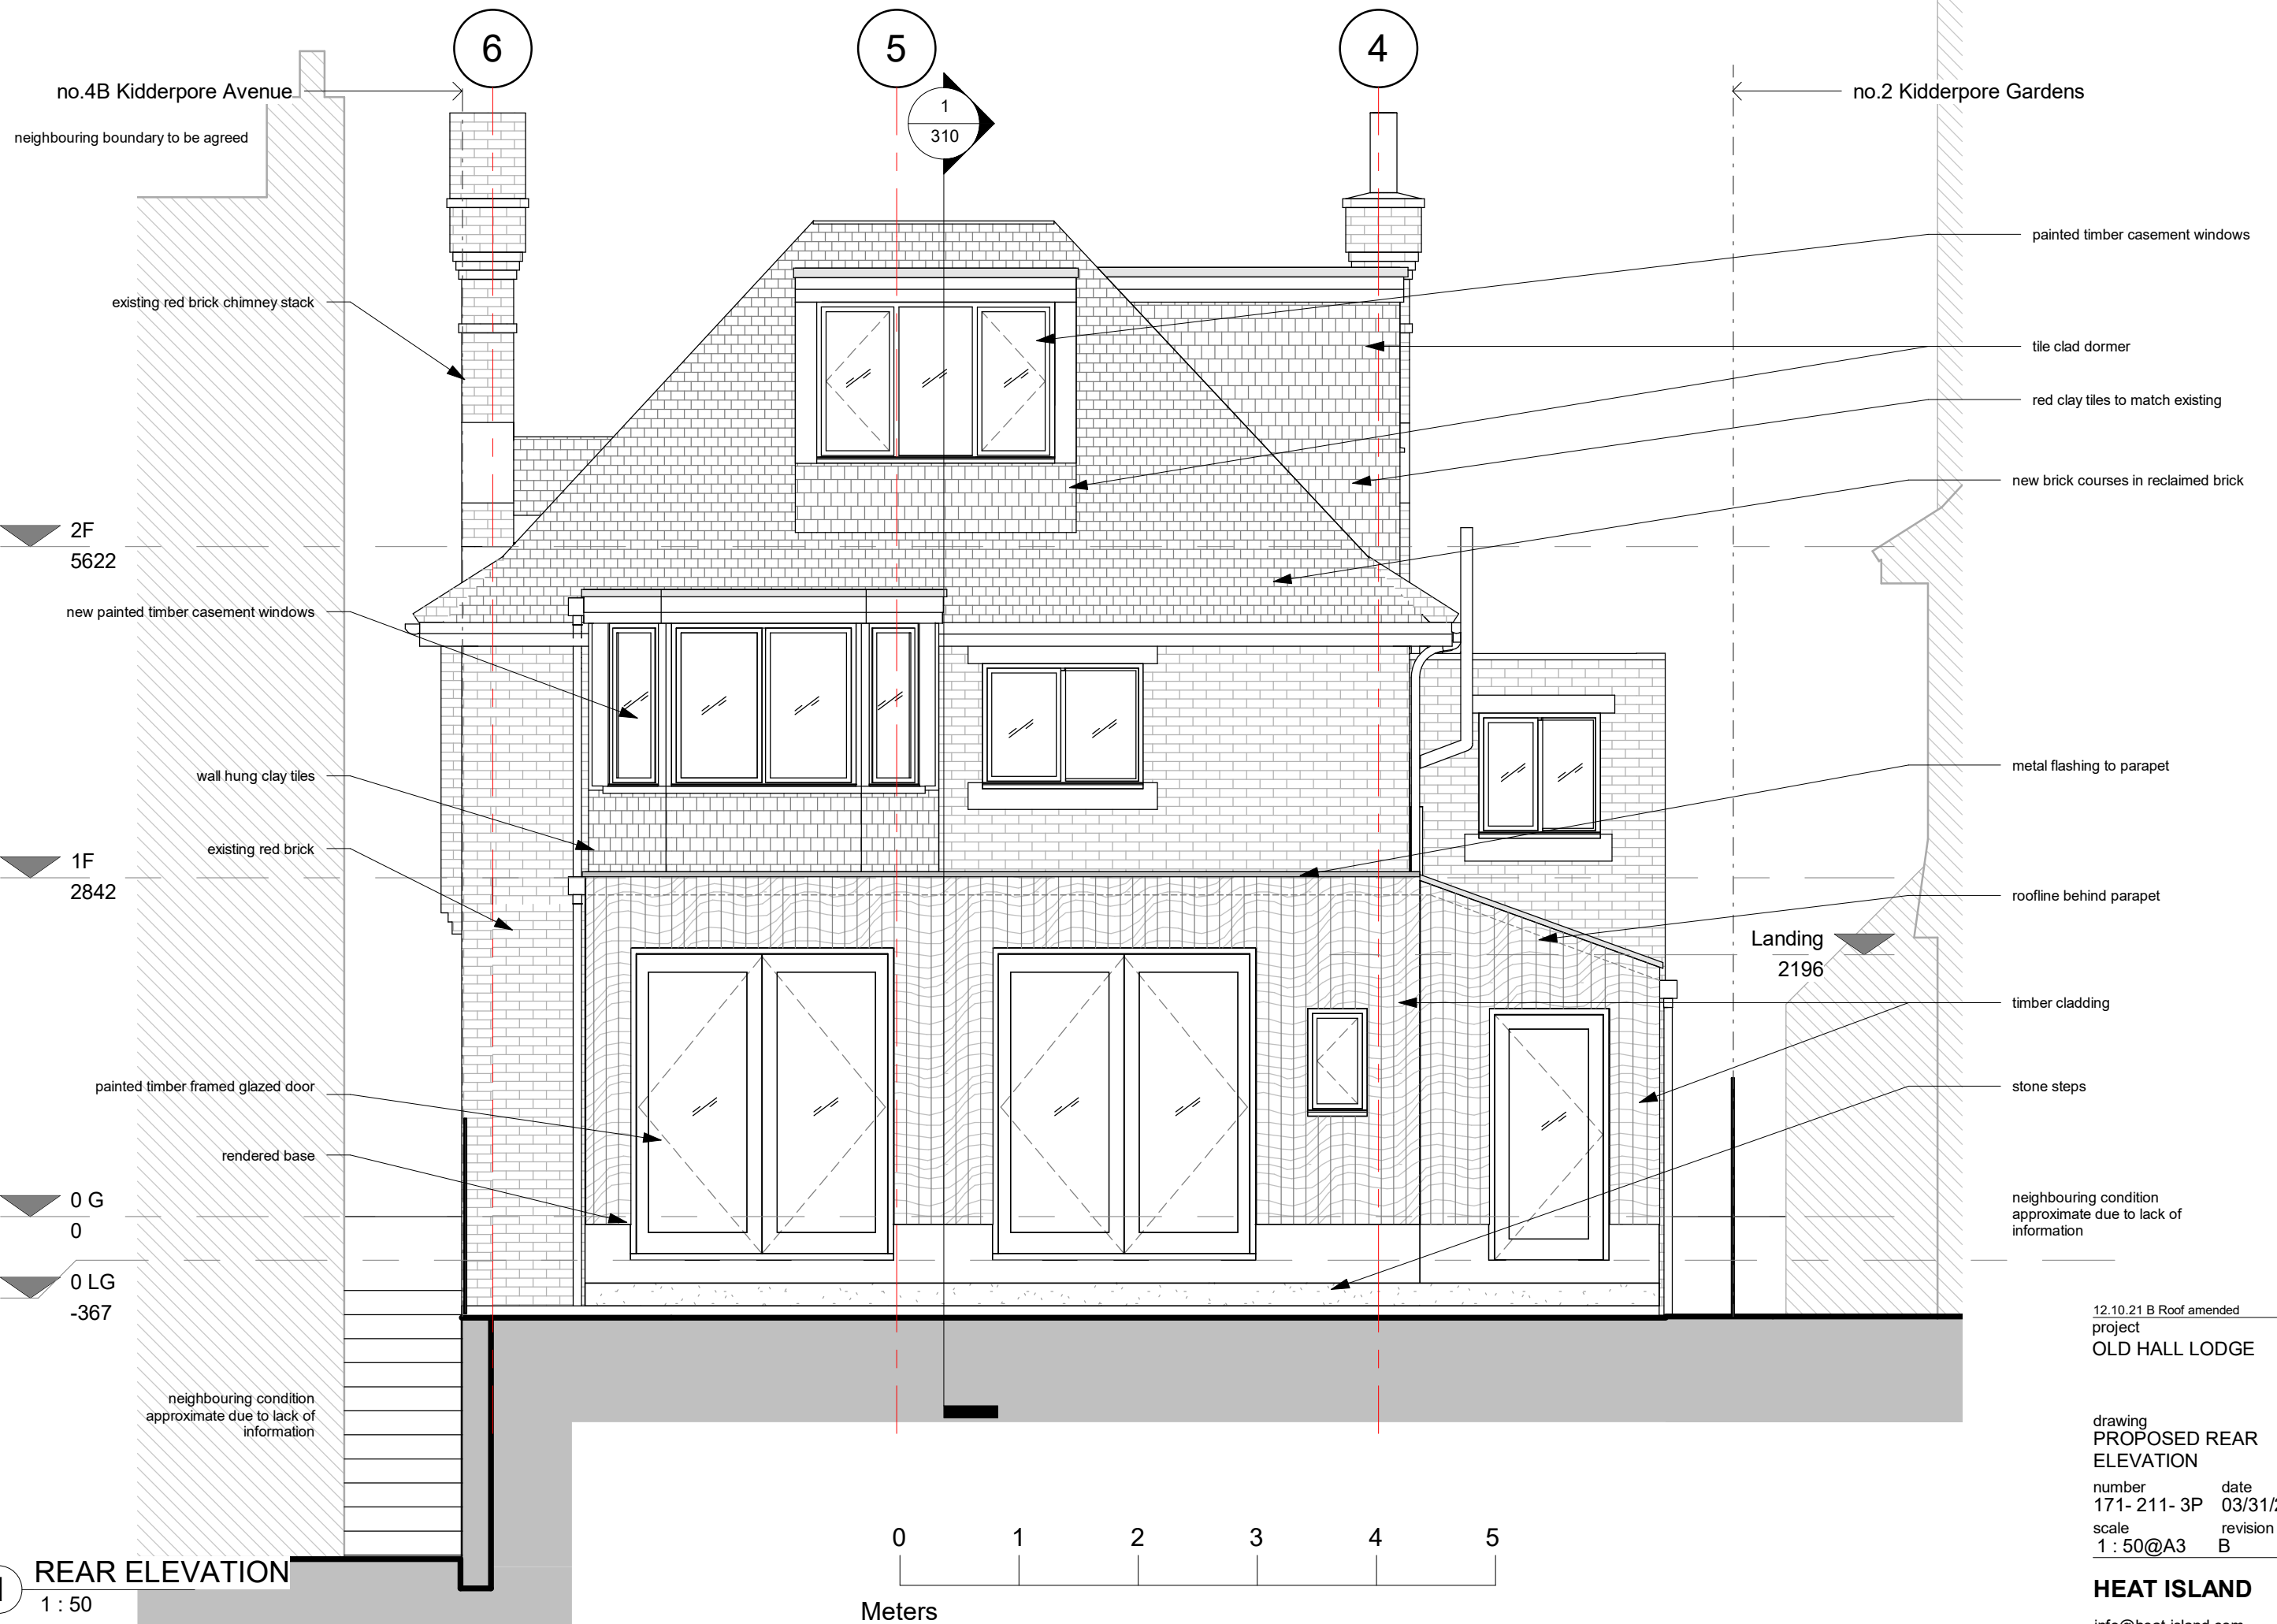 6
5
4
no.4B Kidderpore Avenue
1
310
no.2 Kidderpore Gardens
neighbouring boundary to be agreed
painted timber casement windows
existing red brick chimney stack
tile clad dormer
red clay tiles to match existing
new brick courses in reclaimed brick
2F
5622
new painted timber casement windows
wall hung clay tiles
metal flashing to parapet
existing red brick
1F
2842
roofline behind parapet
Landing
2196
timber cladding
painted timber framed glazed door
stone steps
rendered base
0 G
0
neighbouring condition
approximate due to lack of
information
0 LG
-367
12.10.21 B Roof amended
project
OLD HALL LODGE
neighbouring condition
approximate due to lack of
information
drawing
PROPOSED REAR
ELEVATION
number date
171- 211- 3P 03/31/2
scale revision
1 : 50@A3 B
0 1 2 3 4 5
Meters
REAR ELEVATION
1 : 50
HEAT ISLAND